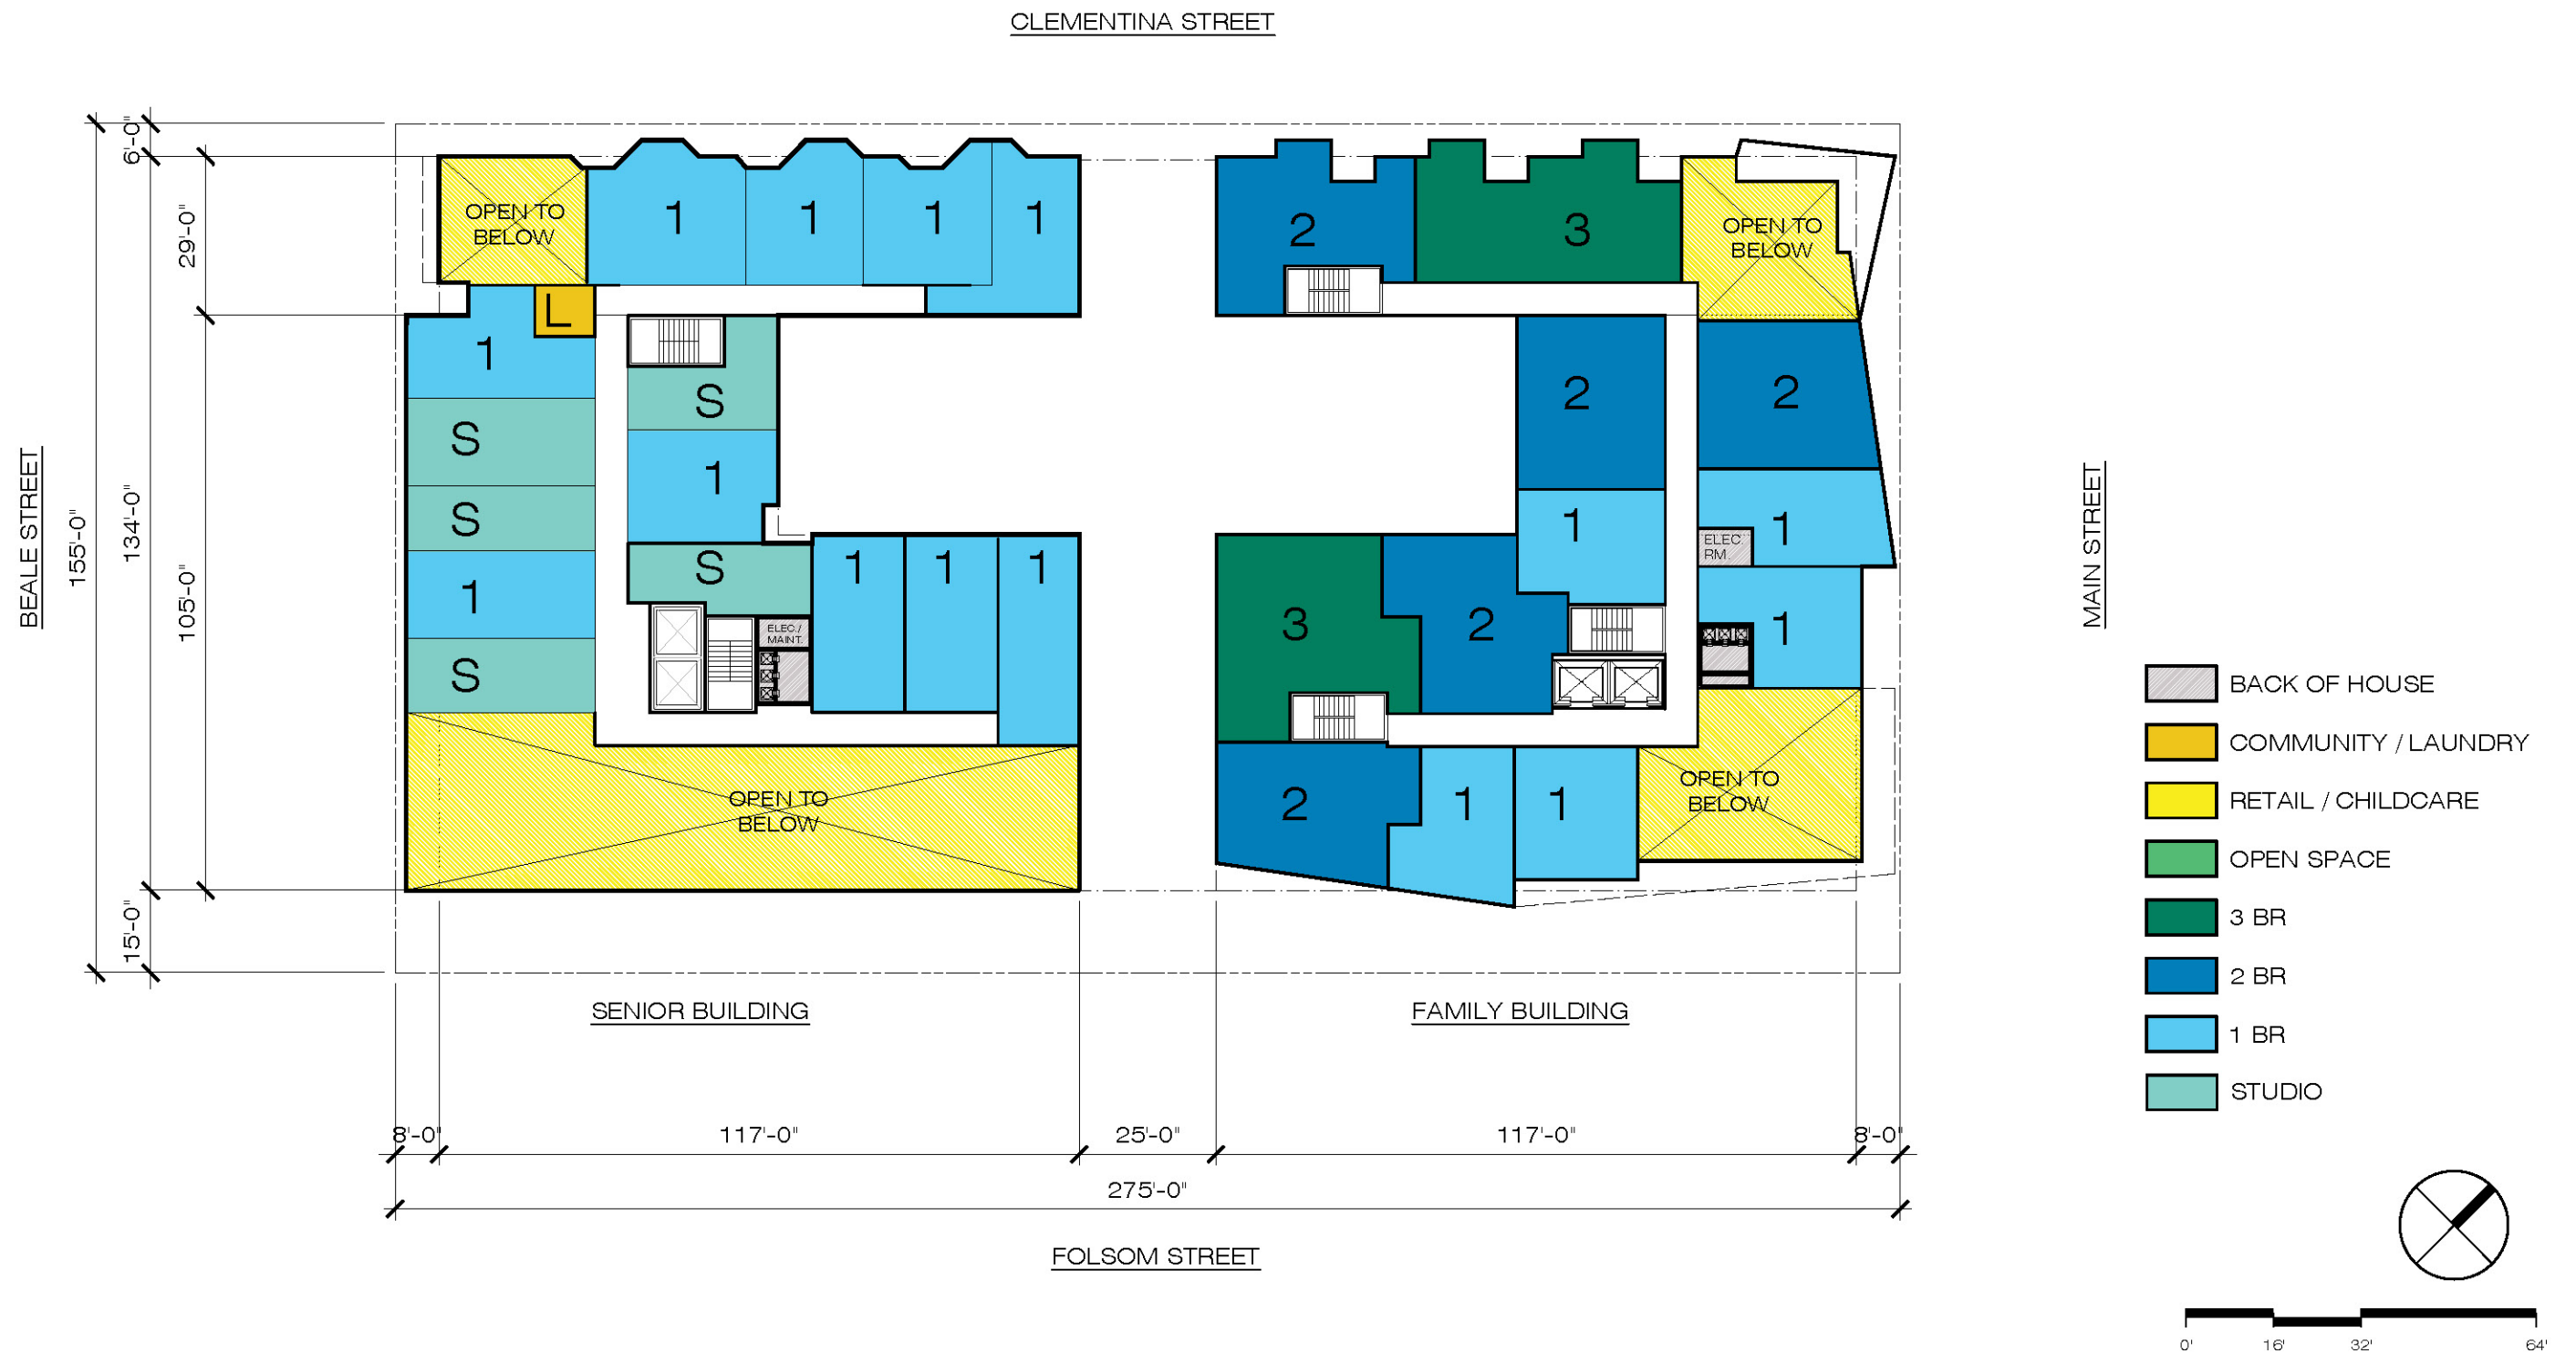 CLEMENTINA STREET
6'-0"
29'-0"
134'-0"
155'-0"
105'-0"
15'-0"
BEALE STREET
MAIN STREET
OPEN TO
BELOW
1
1
1
1
L
1
S
S
1
S
S
1
S
1
1
1
ELEC./
MAINT.
OPEN TO
BELOW
2
3
OPEN TO
BELOW
2
2
1
1
ELEC
RM.
3
2
1
2
1
1
OPEN TO
BELOW
SENIOR BUILDING
FAMILY BUILDING
8'-0"
117'-0"
25'-0"
117'-0"
8'-0"
275'-0"
FOLSOM STREET
BACK OF HOUSE
COMMUNITY / LAUNDRY
RETAIL / CHILDCARE
OPEN SPACE
3 BR
2 BR
1 BR
STUDIO
0'
16'
32'
64'